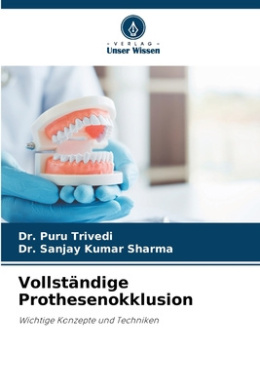 VERLAG
Unser Wissen
Dr. Puru Trivedi
Dr. Sanjay Kumar Sharma
Vollständige
Prothesenokklusion
Wichtige Konzepte und Techniken